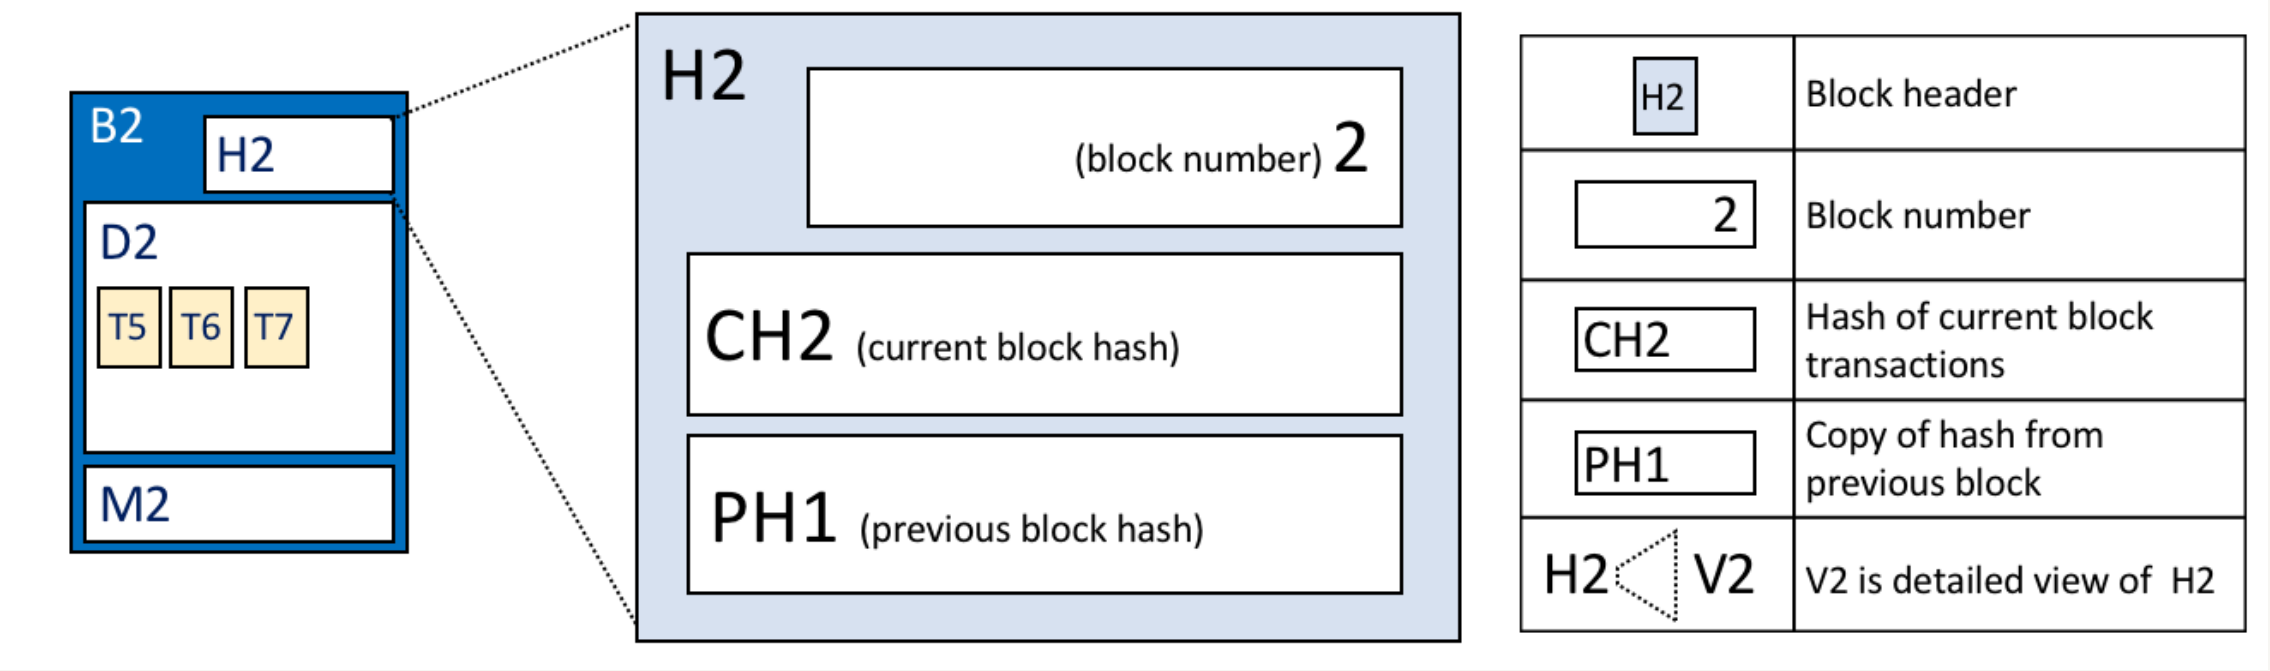 B2
H2
D2
T5 T6 T7
M2
H2
(block number) 2
CH2 (current block hash)
PH1 (previous block hash)
H2 Block header
2 Block number
CH2 Hash of current block
transactions
PH1 Copy of hash from
previous block
H2 V2 V2 is detailed view of H2